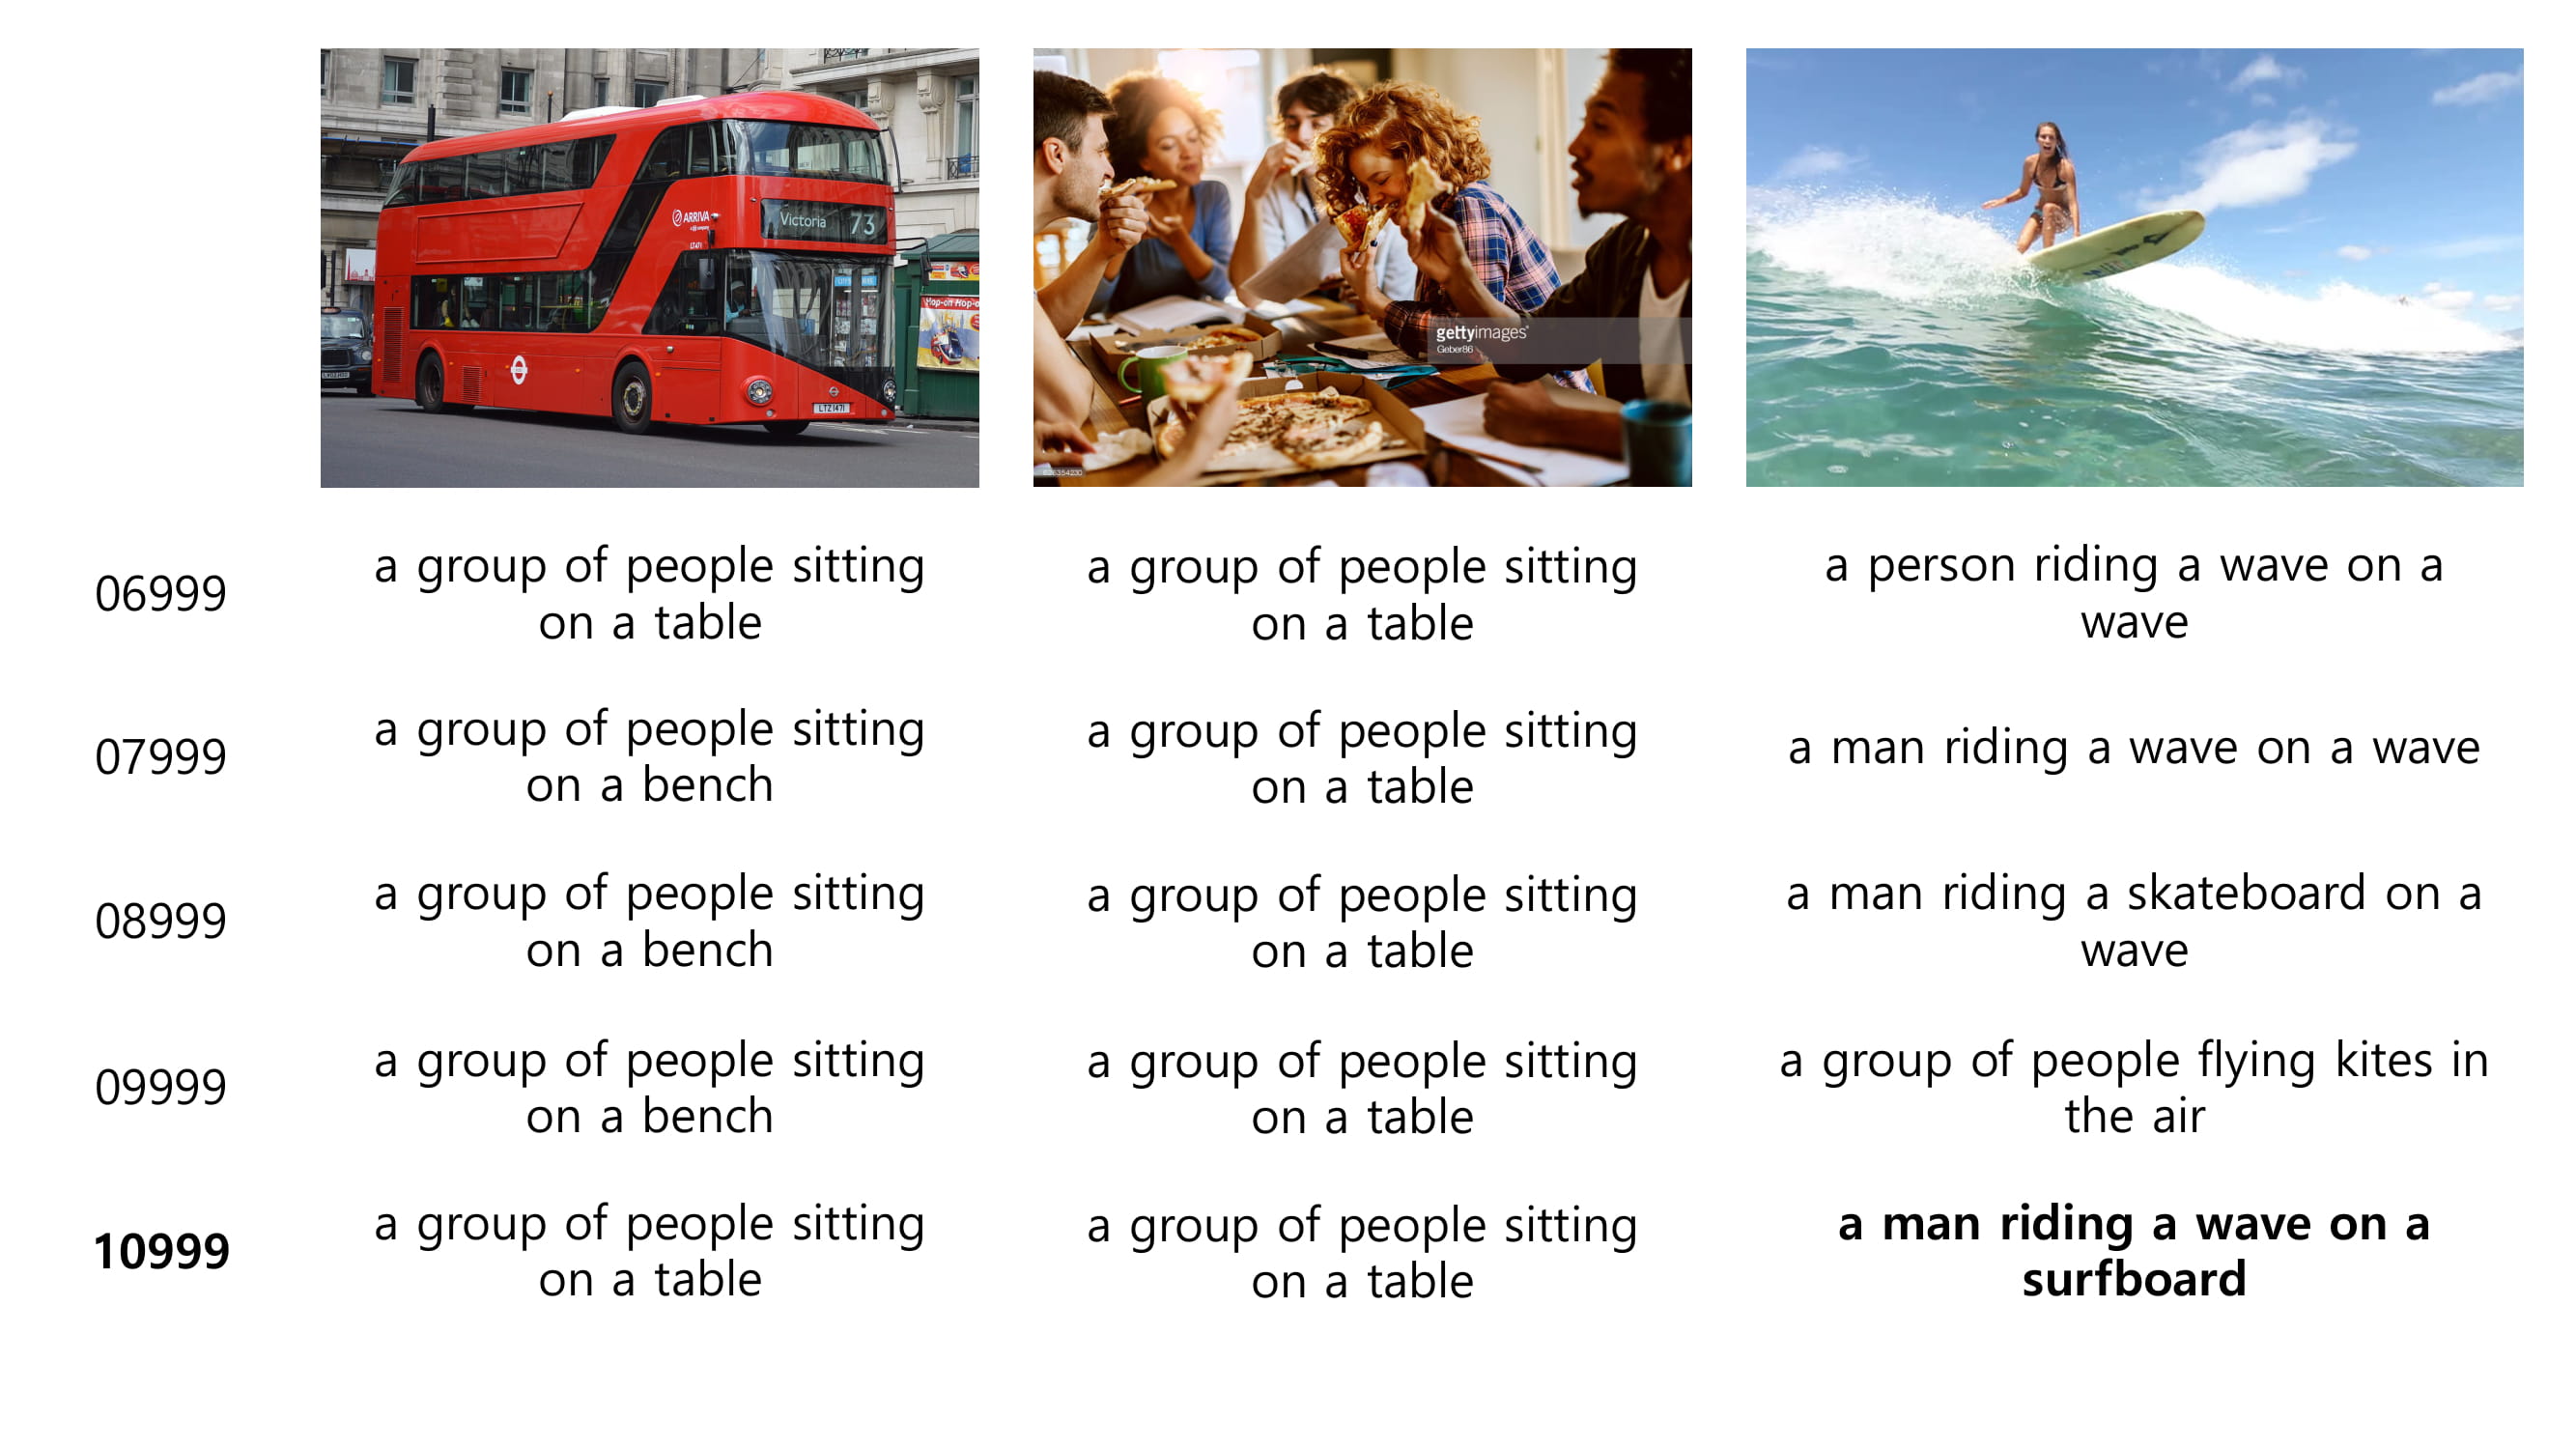 ARRIVA
Victoria 73
LT471
Hop-on Hop-o
LTZ 1471
gettyimages
Geber86
a group of people sitting
on a table
a group of people sitting
on a table
a person riding a wave on a
wave
06999
a group of people sitting
on a bench
a group of people sitting
on a table
a man riding a wave on a wave
07999
a group of people sitting
on a bench
a group of people sitting
on a table
a man riding a skateboard on a
wave
08999
a group of people sitting
on a bench
a group of people sitting
on a table
a group of people flying kites in
the air
09999
a group of people sitting
on a table
a group of people sitting
on a table
a man riding a wave on a
surfboard
10999